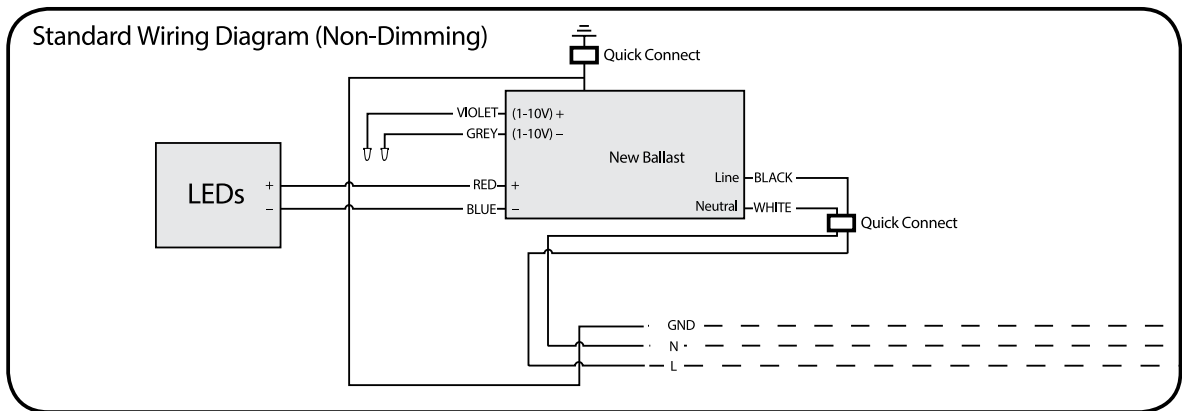 Standard Wiring Diagram (Non-Dimming)
Quick Connect
VIOLET (1-10V) +
GREY (1-10V) –
New Ballast
LEDs
Line BLACK
+ RED +
Neutral WHITE
– BLUE –
Quick Connect
GND
N
L